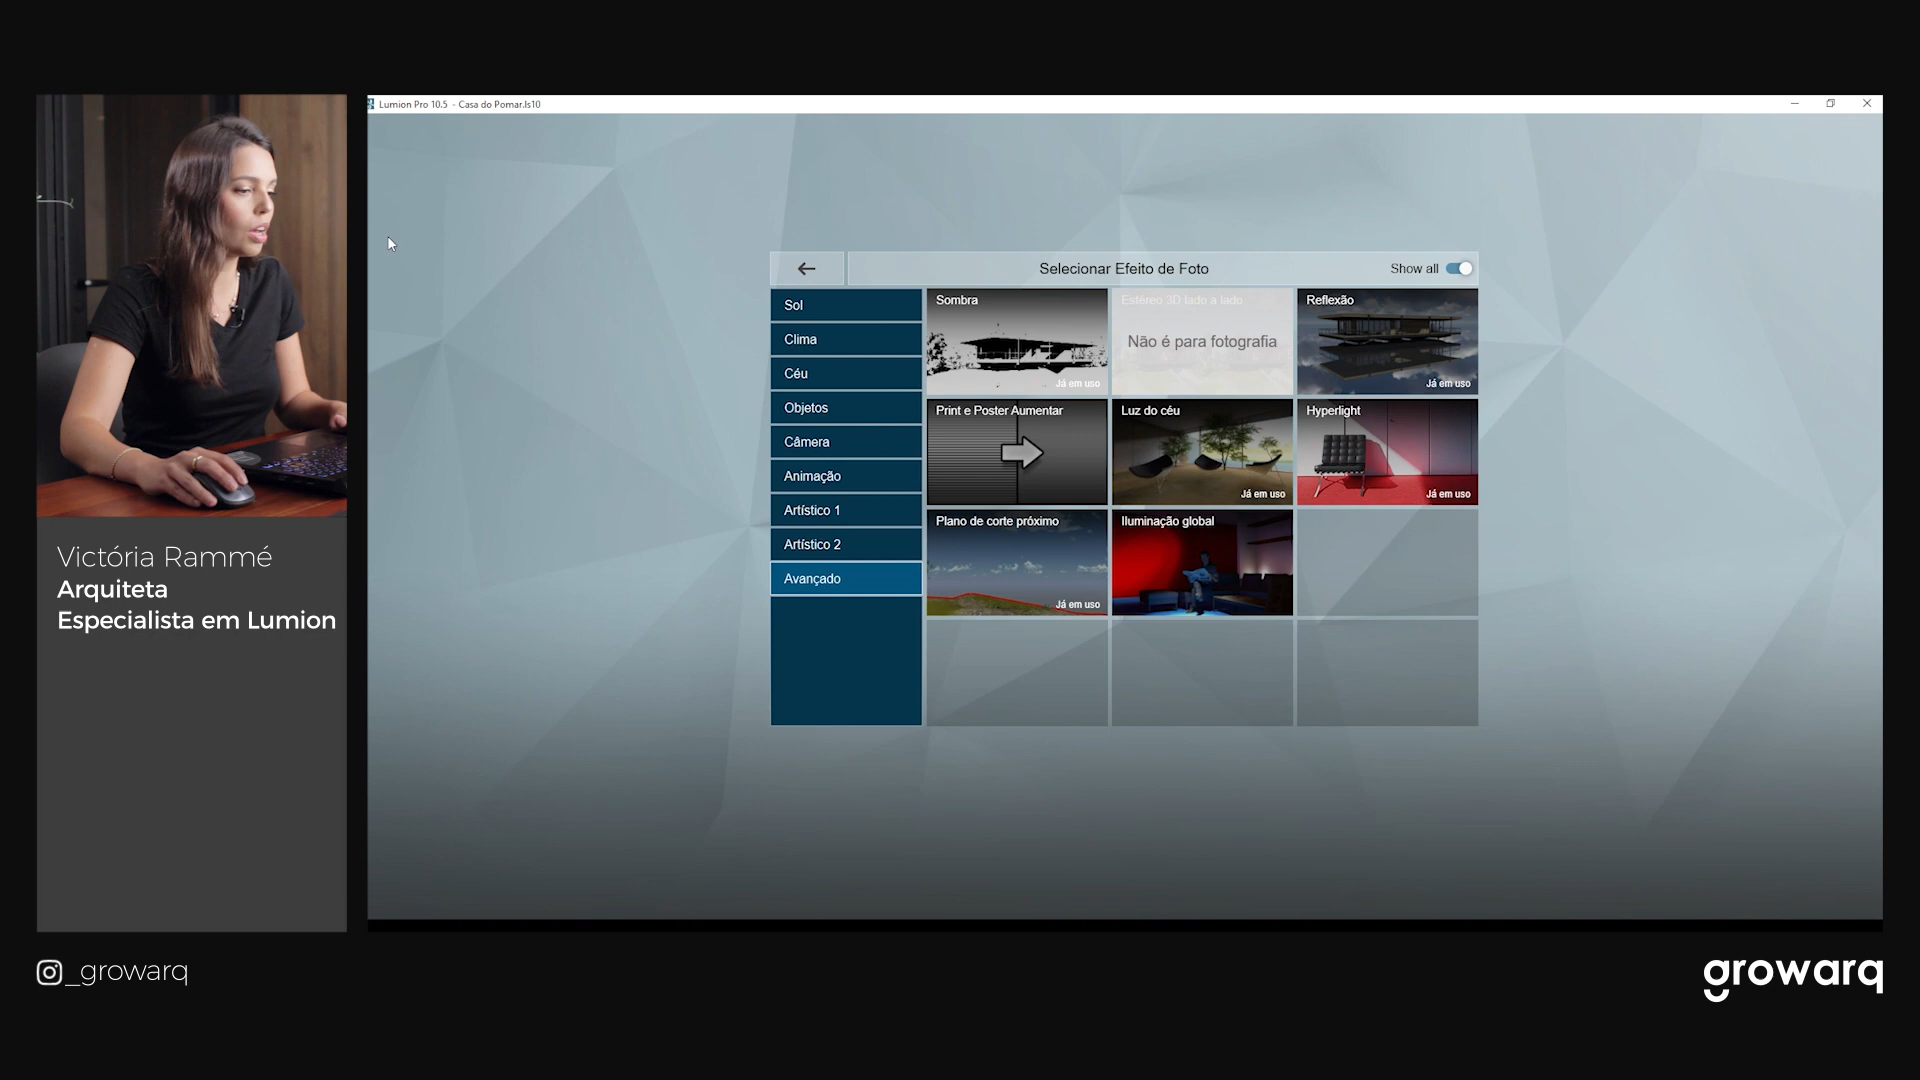 Lumion Pro 10.5 - Casa do Pomar.ls10
Selecionar Efeito de Foto
Show all
Sol
Clima
Céu
Objetos
Câmera
Animação
Artístico 1
Artístico 2
Avançado
Sombra
Já em uso
Estéreo 3D lado a lado
Não é para fotografia
Reflexão
Já em uso
Print e Poster Aumentar
Luz do céu
Já em uso
Hyperlight
Já em uso
Plano de corte próximo
Já em uso
Iluminação global
Victória Rammé
Arquiteta
Especialista em Lumion
_growarq
growarq